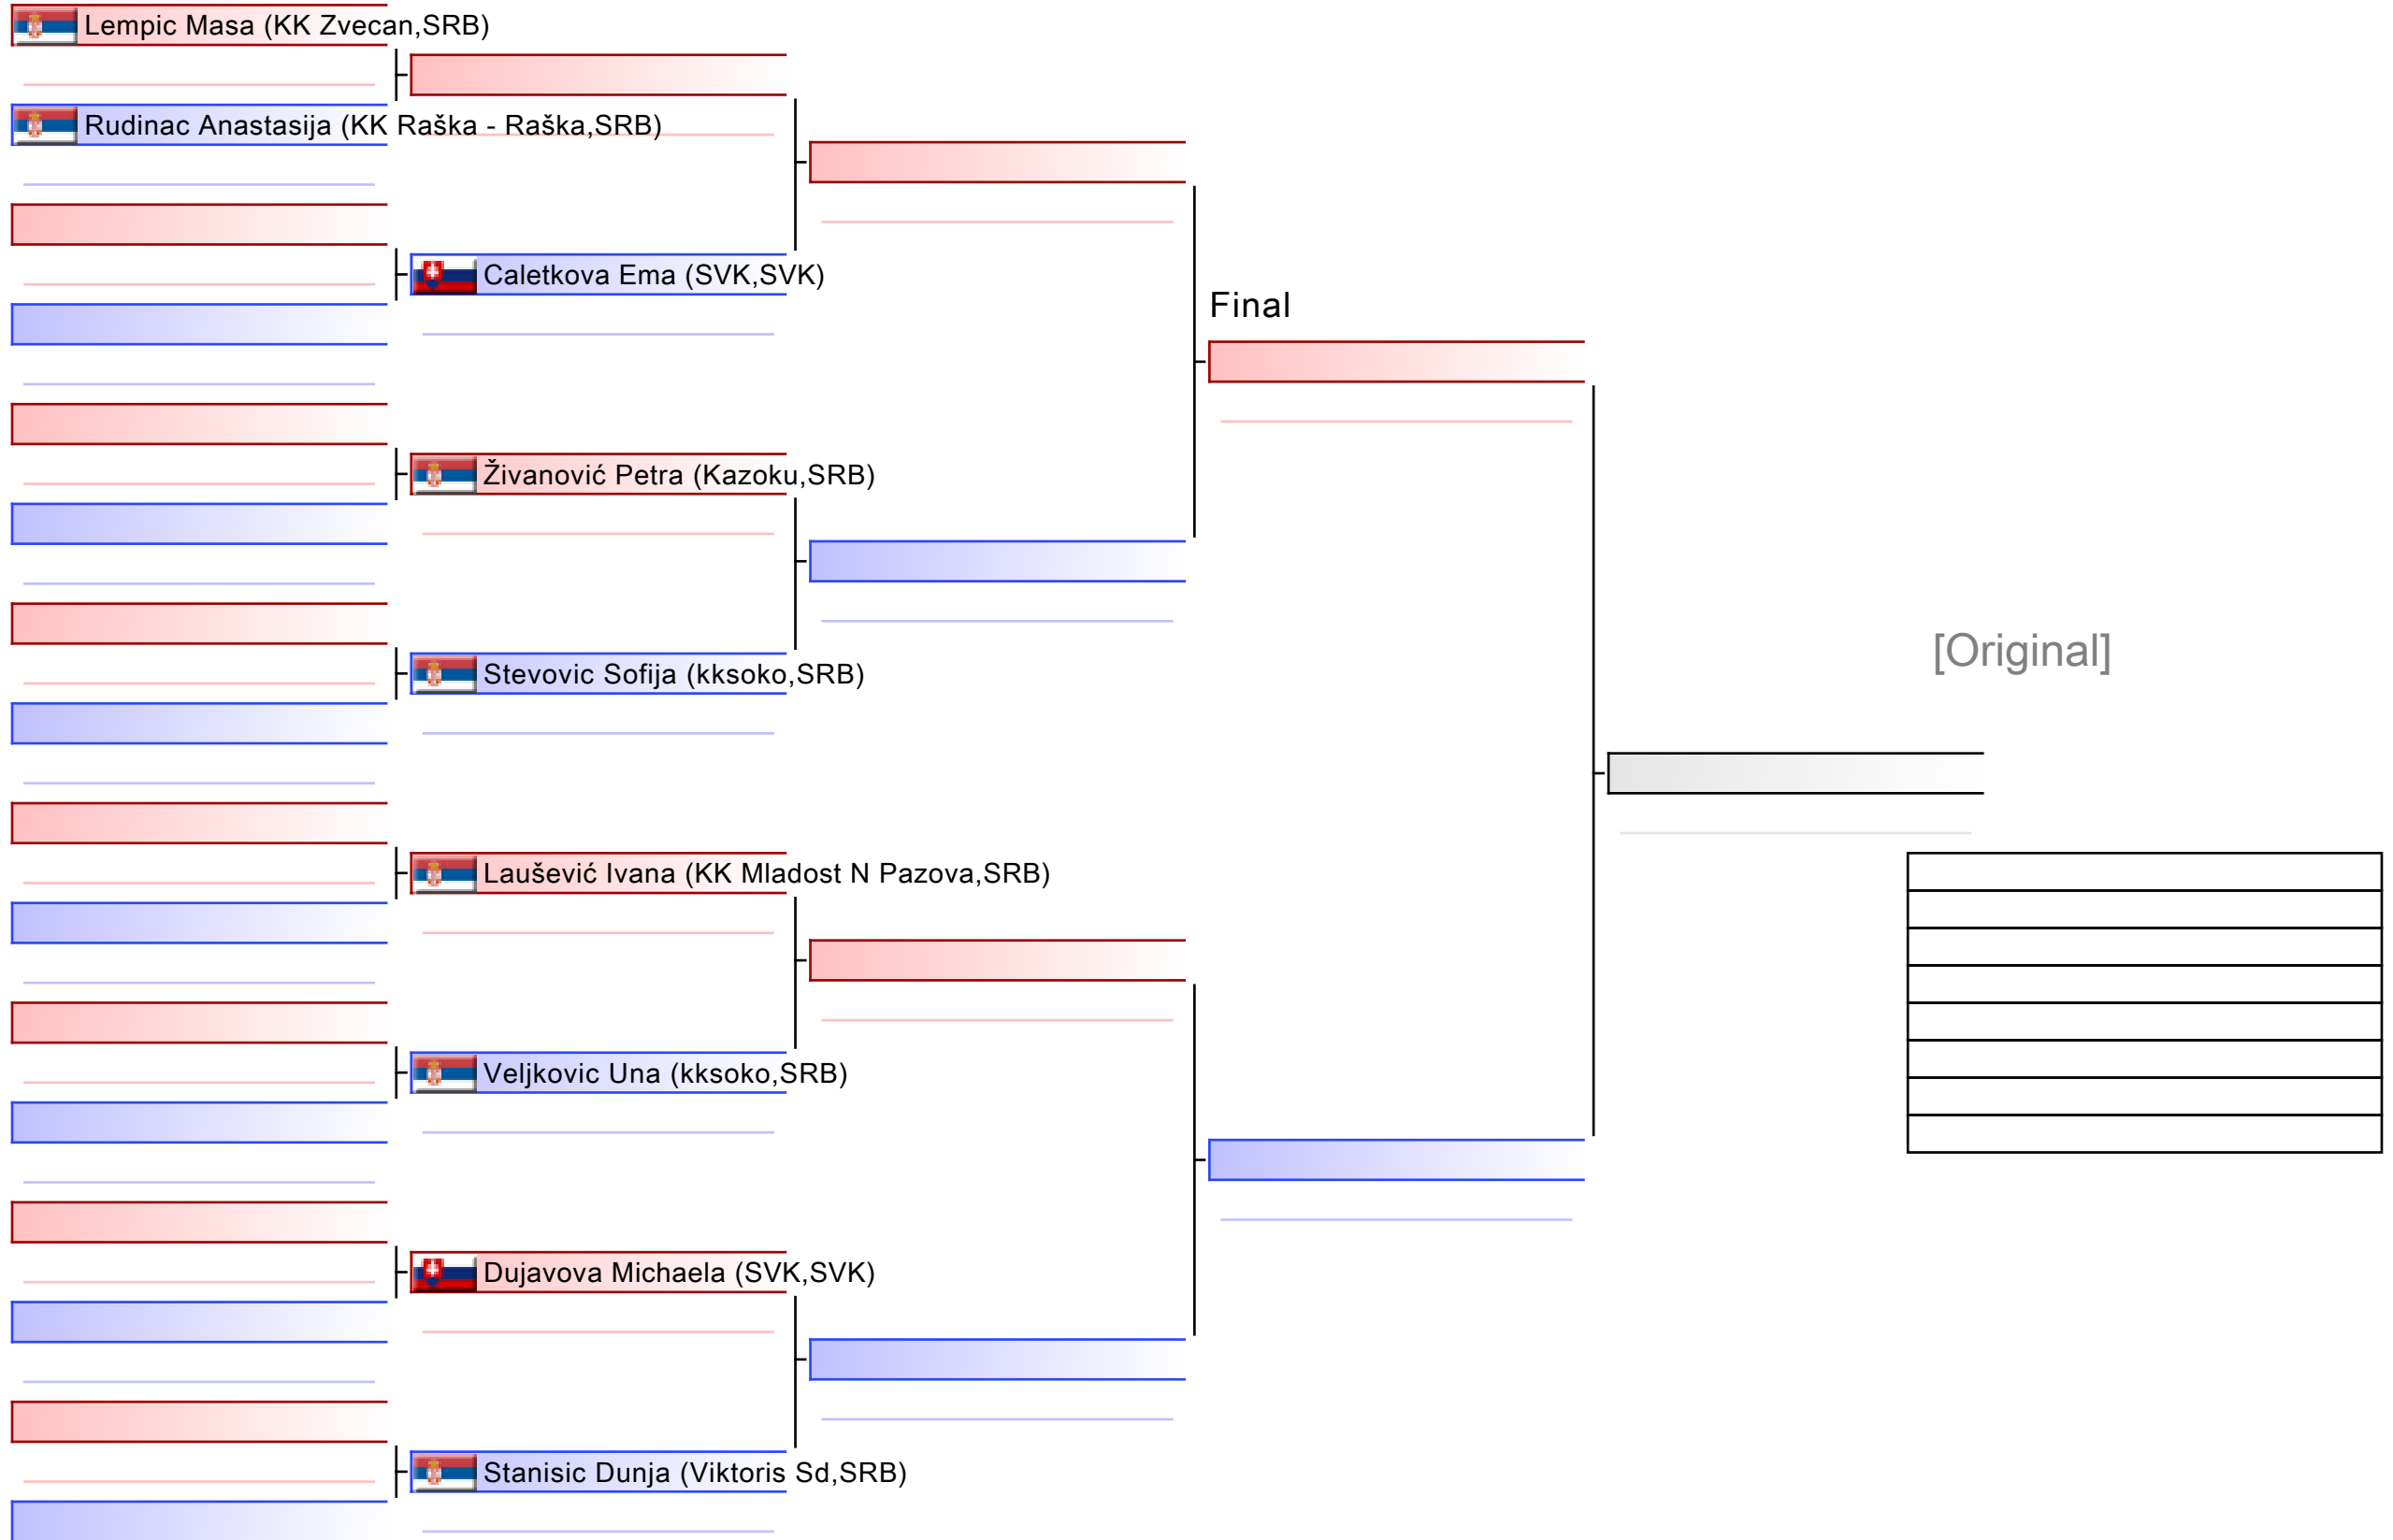 Lempic Masa (KK Zvecan,SRB)
Rudinac Anastasija (KK Raška - Raška,SRB)
Caletkova Ema (SVK,SVK)
Final
Živanović Petra (Kazoku,SRB)
[Original]
Stevovic Sofija (kksoko,SRB)
Laušević Ivana (KK Mladost N Pazova,SRB)
Veljkovic Una (kksoko,SRB)
Dujavova Michaela (SVK,SVK)
Stanisic Dunja (Viktoris Sd,SRB)